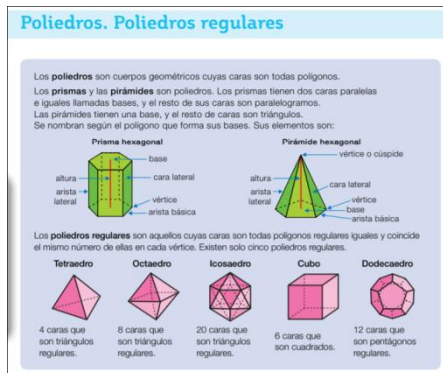 Poliedros. Poliedros regulares
Los poliedros son cuerpos geométricos cuyas caras son todas polígonos.
Los prismas y las pirámides son poliedros. Los prismas tienen dos caras paralelas
e iguales llamadas bases, y el resto de sus caras son paralelogramos.
Las pirámides tienen una base, y el resto de caras son triángulos.
Se nombran según el polígono que forma sus bases. Sus elementos son:
Prisma hexagonal
base
altura
cara lateral
arista
lateral
vértice
arista básica
Pirámide hexagonal
vértice o cúspide
altura
cara lateral
arista
lateral
vértice
base
arista básica
Los poliedros regulares son aquellos cuyas caras son todas polígonos regulares iguales y coincide
el mismo número de ellas en cada vértice. Existen solo cinco poliedros regulares.
Tetraedro
4 caras que
son triángulos
regulares.
Octaedro
8 caras que
son triángulos
regulares.
Icosaedro
20 caras que
son triángulos
regulares.
Cubo
6 caras que
son cuadrados.
Dodecaedro
12 caras que
son pentágonos
regulares.